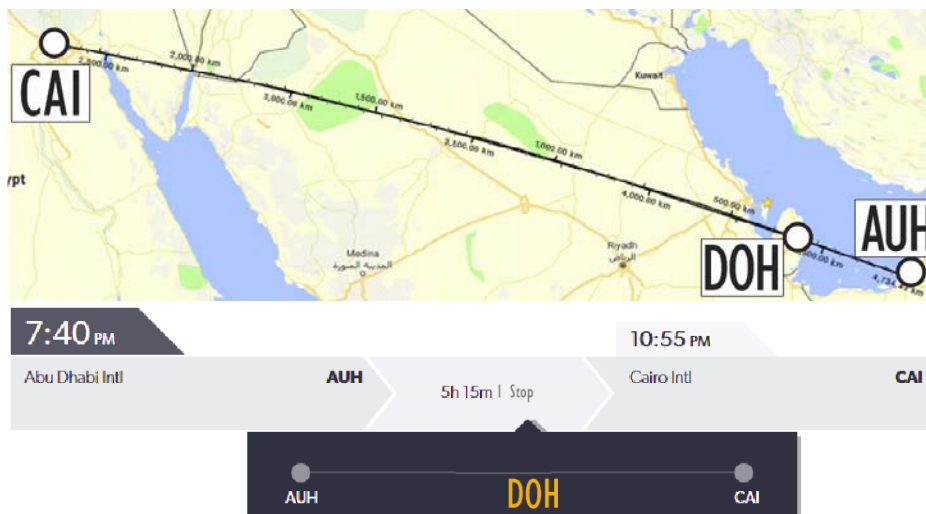 CAI
2,000.00 km
2,500.00 km
3,000.00 km
1,500.00 km
Kuwait
3,500.00 km
1,000.00 km
ypt
4,000.00 km
500.00 km
AUH
Medina
المدينة المنورة
Riyadh
الرياض
DOH
7:40 PM
10:55 PM
Abu Dhabi Intl
AUH
5h 15m | Stop
Cairo Intl
CAI
AUH
DOH
CAI